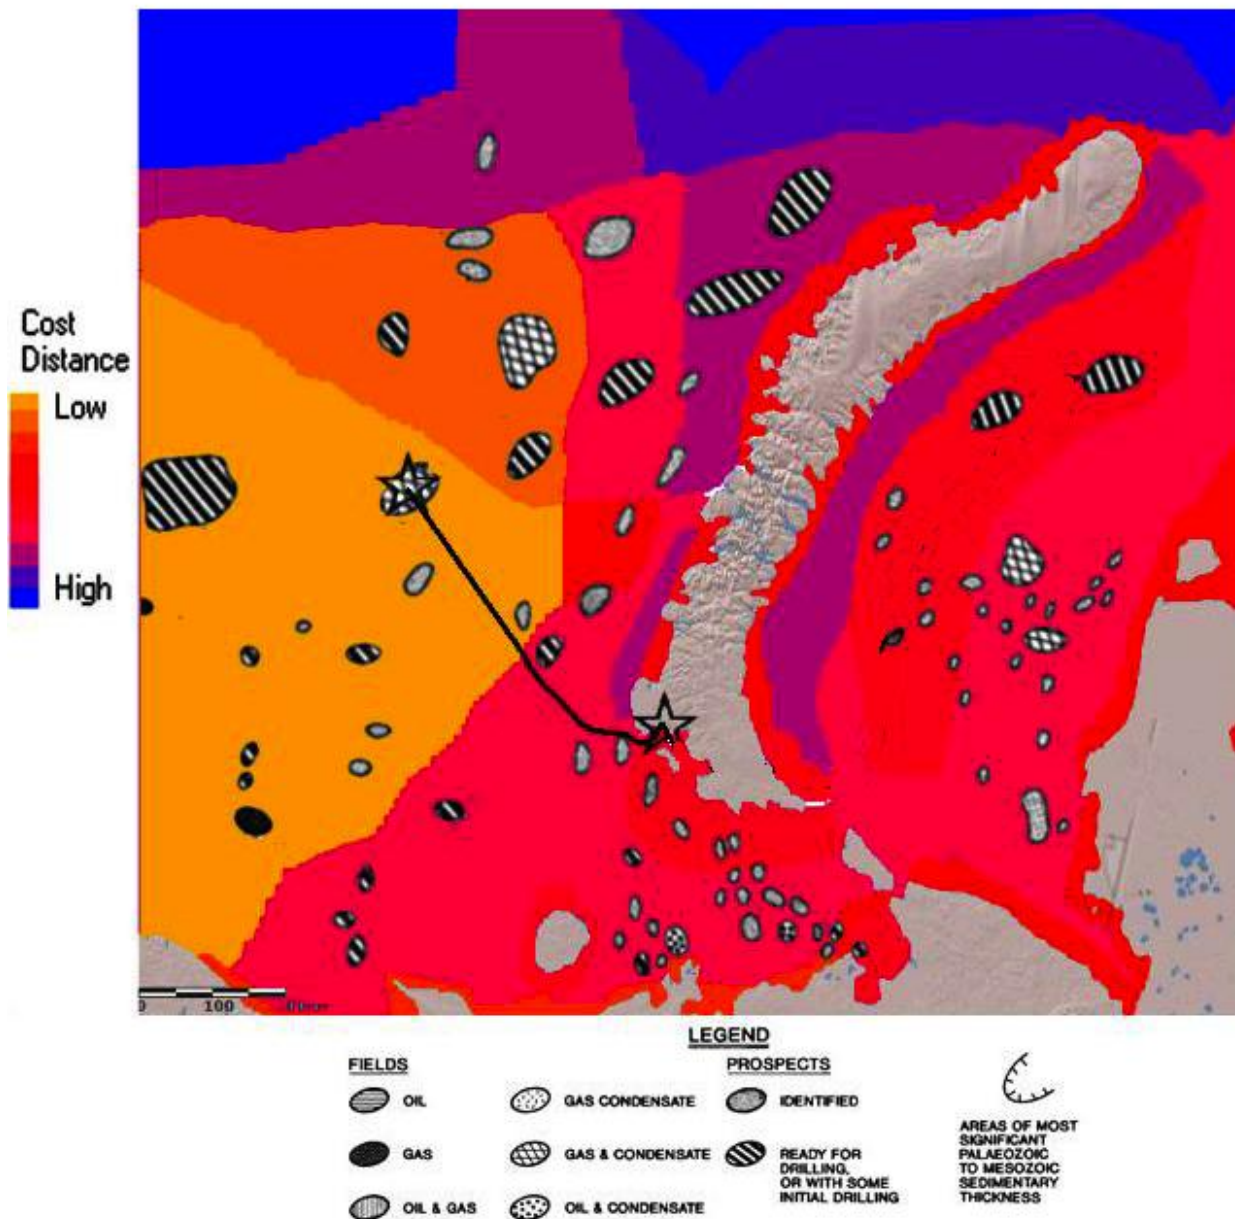 Cost
Distance
Low
High
0 100
LEGEND
FIELDS
PROSPECTS
OIL
GAS CONDENSATE
IDENTIFIED
GAS
GAS & CONDENSATE
READY FOR
DRILLING,
OR WITH SOME
INITIAL DRILLING
OIL & GAS
OIL & CONDENSATE
AREAS OF MOST
SIGNIFICANT
PALAEOZOIC
TO MESOZOIC
SEDIMENTARY
THICKNESS